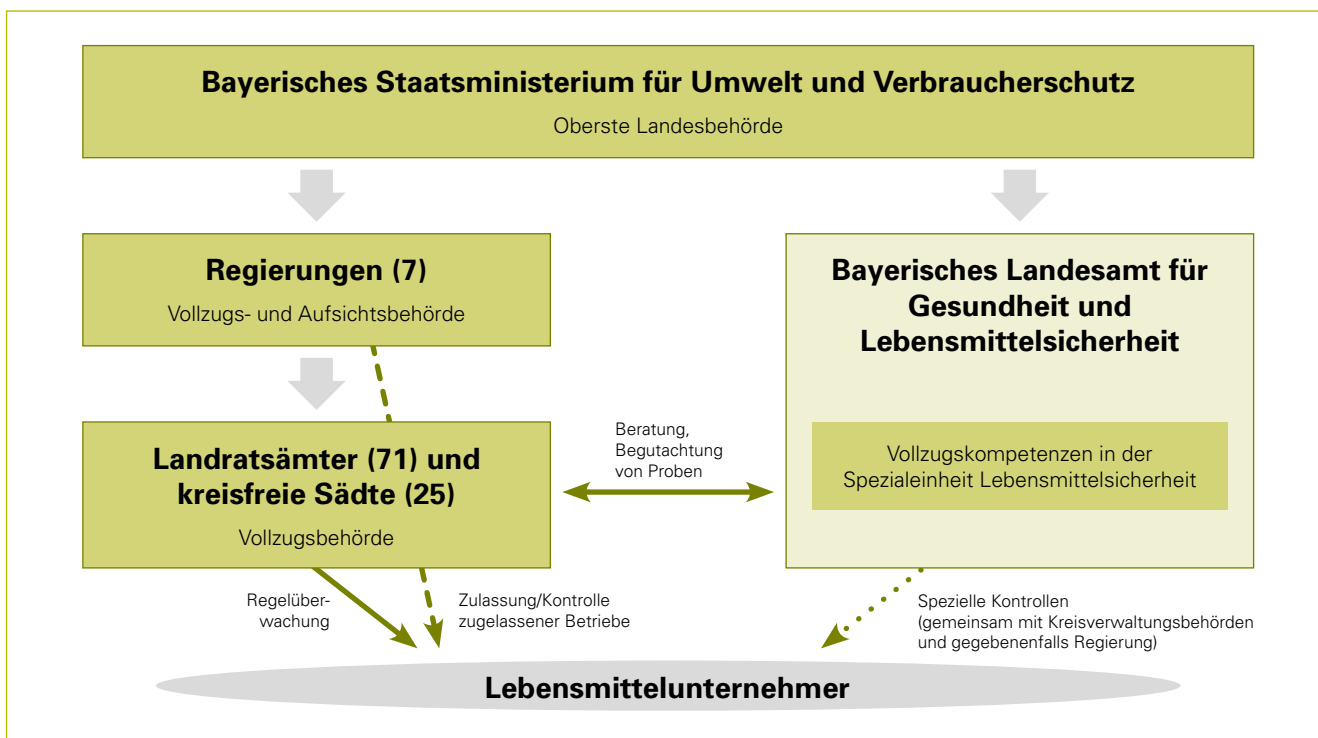 Bayerisches Staatsministerium für Umwelt und Verbraucherschutz
Oberste Landesbehörde
Regierungen (7)
Vollzugs- und Aufsichtsbehörde
Bayerisches Landesamt für
Gesundheit und
Lebensmittelsicherheit
Vollzugskompetenzen in der
Spezialeinheit Lebensmittelsicherheit
Landratsämter (71) und
kreisfreie Städte (25)
Vollzugsbehörde
Beratung,
Begutachtung
von Proben
Regelüber-
wachung
Zulassung/Kontrolle
zugelassener Betriebe
Spezielle Kontrollen
(gemeinsam mit Kreisverwaltungsbehörden
und gegebenenfalls Regierung)
Lebensmittelunternehmer